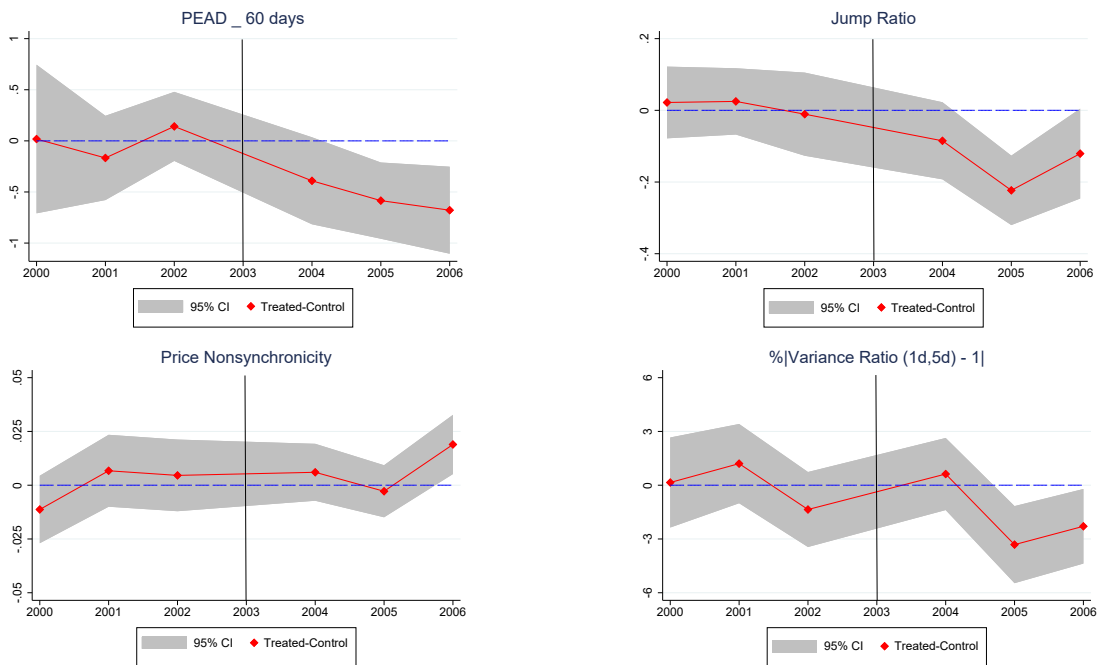 PEAD _ 60 days
1
.5
0
-.5
-1
2000 2001 2002 2003 2004 2005 2006
95% CI Treated-Control
Jump Ratio
.2
0
-.2
-.4
2000 2001 2002 2003 2004 2005 2006
95% CI Treated-Control
Price Nonsynchronicity
.05
.025
0
-.025
-.05
2000 2001 2002 2003 2004 2005 2006
95% CI Treated-Control
%|Variance Ratio (1d,5d) - 1|
6
3
0
-3
-6
2000 2001 2002 2003 2004 2005 2006
95% CI Treated-Control